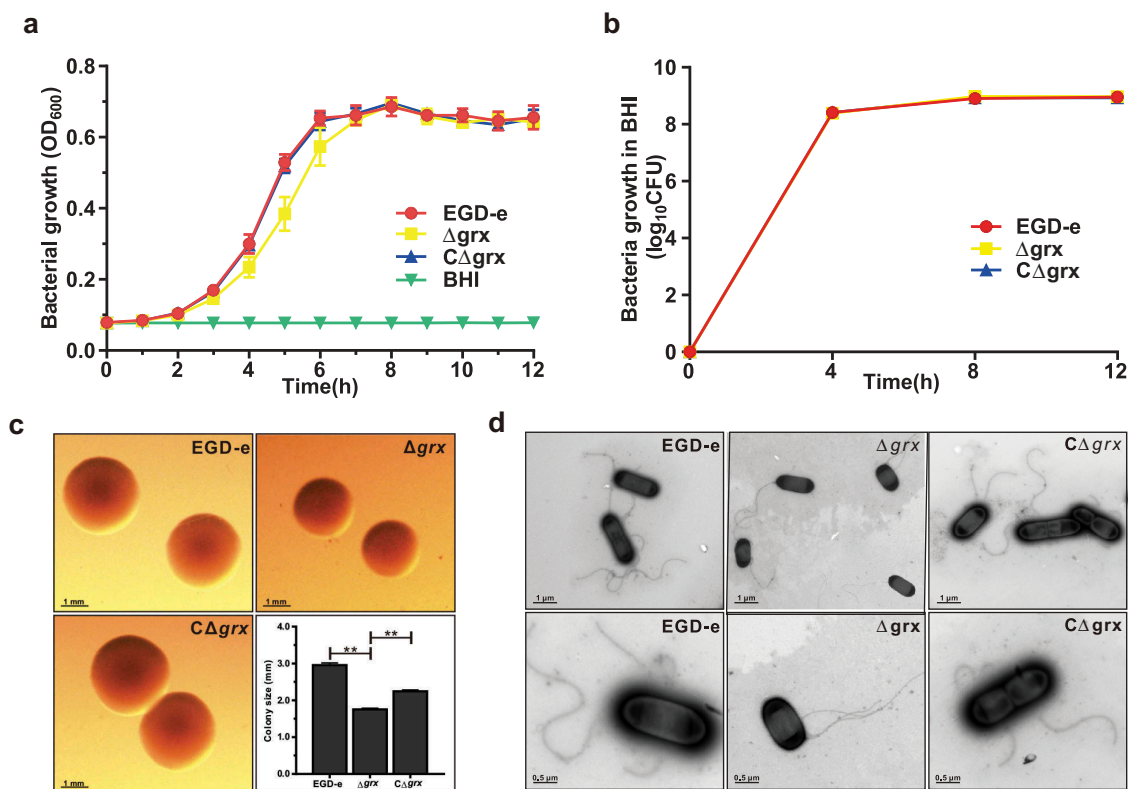 a
Bacterial growth (OD600)
0.8
0.6
0.4
0.2
0.0
0 2 4 6 8 10 12
Time(h)
EGD-e
Δgrx
CΔgrx
BHI
b
Bacteria growth in BHI
(log10CFU)
10
8
6
4
2
0
0 4 8 12
Time(h)
EGD-e
Δgrx
CΔgrx
c
EGD-e
1 mm
Δgrx
1 mm
CΔgrx
1 mm
Colony size (mm)
4.0
3.0
2.0
1.0
0.0
**
**
EGD-e Δgrx CΔgrx
d
EGD-e
1 µm
Δgrx
1 µm
CΔgrx
1 µm
EGD-e
0.5 µm
Δgrx
0.5 µm
CΔgrx
0.5 µm